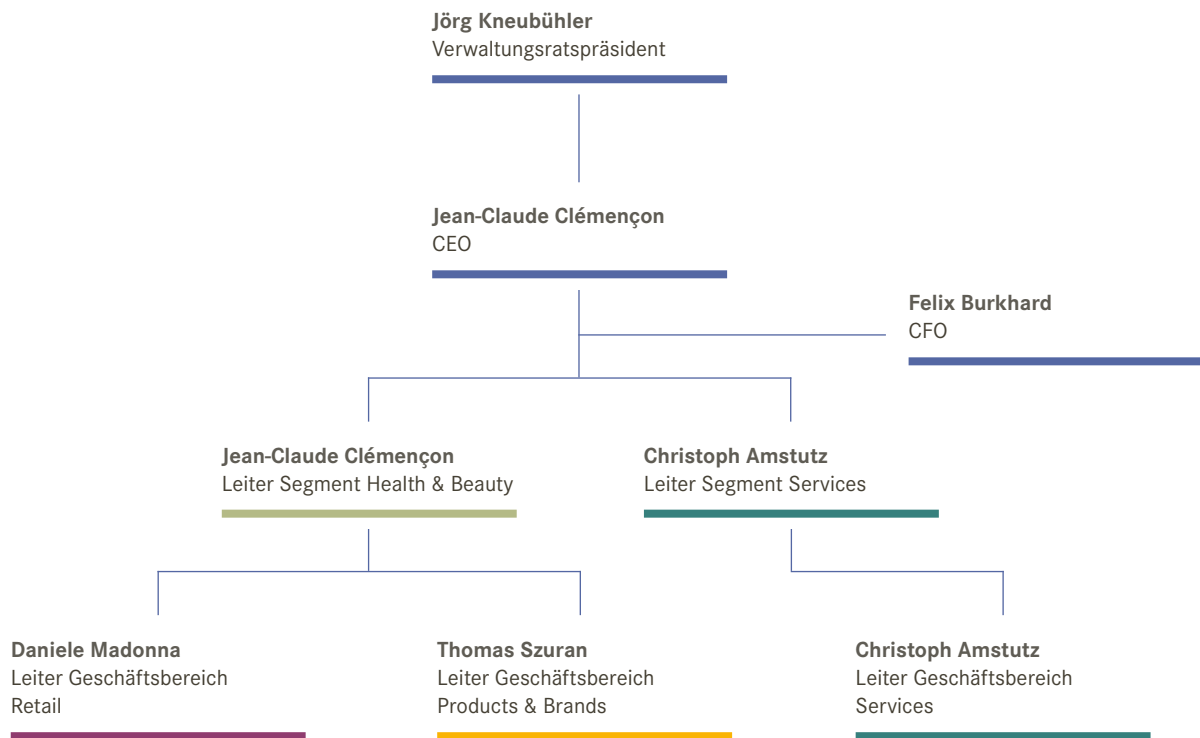 Jörg Kneubühler
Verwaltungsratspräsident
Jean-Claude Clémençon
CEO
Felix Burkhard
CFO
Jean-Claude Clémençon
Leiter Segment Health & Beauty
Christoph Amstutz
Leiter Segment Services
Daniele Madonna
Leiter Geschäftsbereich
Retail
Thomas Szuran
Leiter Geschäftsbereich
Products & Brands
Christoph Amstutz
Leiter Geschäftsbereich
Services